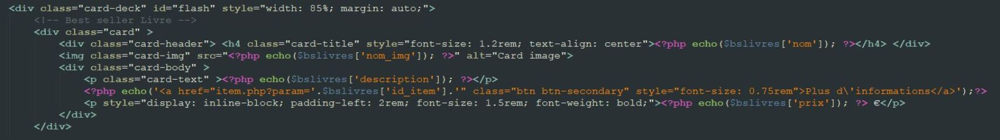 <div class="card-deck" id="flash" style="width: 85%; margin: auto;">
<!-- Best seller Livre -->
<div class="card" >
<div class="card-header"> <h4 class="card-title" style="font-size: 1.2rem; text-align: center"><?php echo($bslivres['nom']); ?></h4> </div>
<img class="card-img" src="<?php echo($bslivres['nom_img']); ?>" alt="Card image">
<div class="card-body" >
<p class="card-text" ><?php echo($bslivres['description']); ?></p>
<?php echo('<a href="item.php?param='.$bslivres['id_item'].'" class="btn btn-secondary" style="font-size: 0.75rem">Plus d\'informations</a>');?>
<p style="display: inline-block; padding-left: 2rem; font-size: 1.5rem; font-weight: bold;"><?php echo($bslivres['prix']); ?> €</p>
</div>
</div>